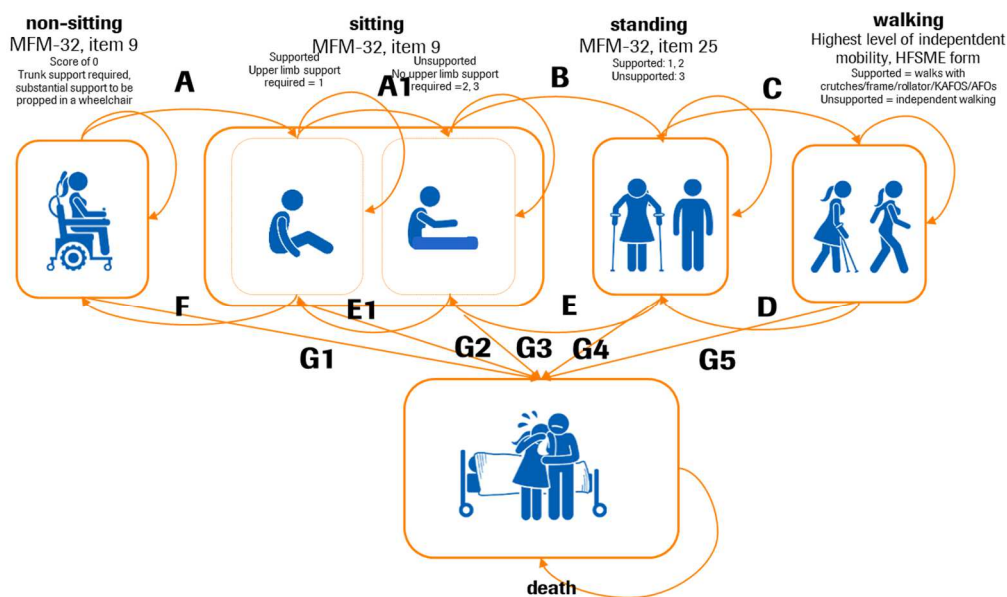 non-sitting
MFM-32, item 9
Score of 0
Trunk support required,
substantial support to be
propped in a wheelchair
A
sitting
MFM-32, item 9
Supported
Upper limb support
required = 1
A1
Unsupported
No upper limb support
required =2, 3
B
standing
MFM-32, item 25
Supported: 1, 2
Unsupported: 3
C
walking
Highest level of indepentdent
mobility, HFSME form
Supported = walks with
crutches/frame/rollator/KAFOS/AFOs
Unsupported = independent walking
F
E1
E
D
G1
G2
G3
G4
G5
death